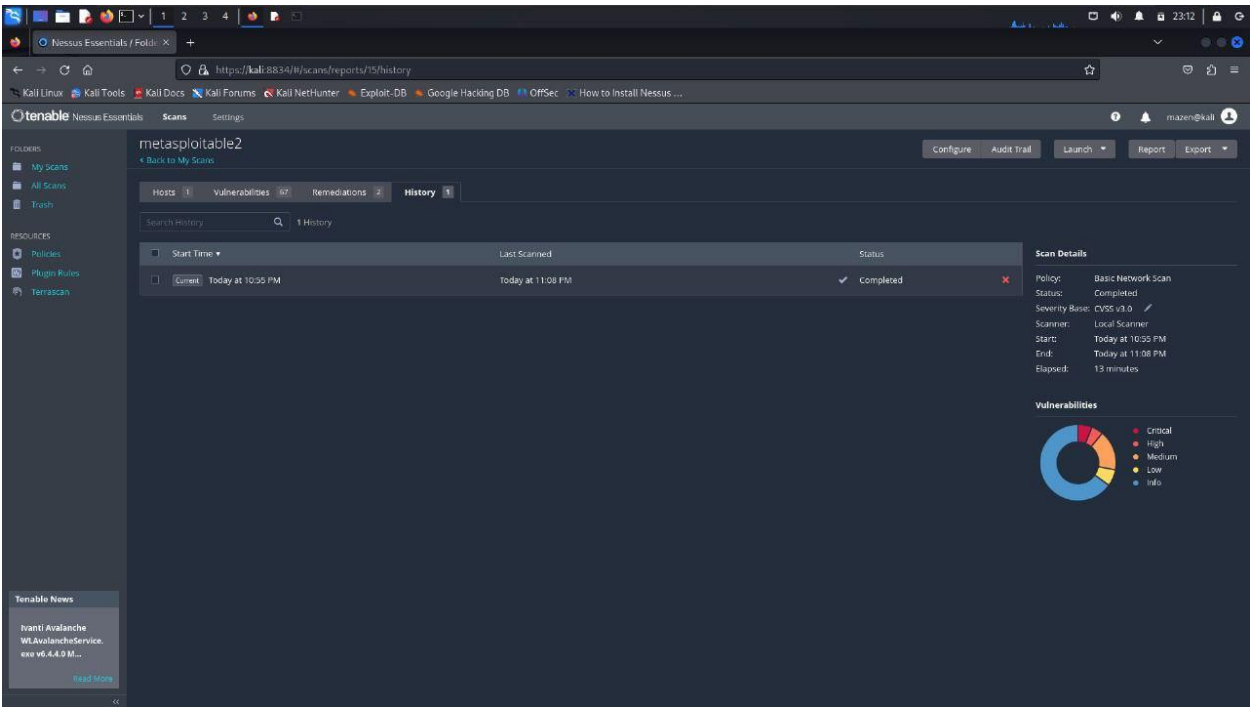 1 2 3 4
23:12
Nessus Essentials / Folde
https://kali:8834/#/scans/reports/15/history
Kali Linux Kali Tools Kali Docs Kali Forums Kali NetHunter Exploit-DB Google Hacking DB OffSec How to Install Nessus ...
tenable Nessus Essentials Scans Settings mazen@kali
FOLDERS
My Scans
All Scans
Trash
RESOURCES
Policies
Plugin Rules
Terrascan
metasploitable2
Back to My Scans
Configure Audit Trail Launch Report Export
Hosts 1 Vulnerabilities 67 Remediations 2 History 1
Search History 1 History
Start Time Last Scanned Status
Current Today at 10:55 PM Today at 11:08 PM Completed
Scan Details
Policy: Basic Network Scan
Status: Completed
Severity Base: CVSS v3.0
Scanner: Local Scanner
Start: Today at 10:55 PM
End: Today at 11:08 PM
Elapsed: 13 minutes
Vulnerabilities
Critical
High
Medium
Low
Info
Tenable News
Ivanti Avalanche
WLAvalancheService.
exe v6.4.4.0 M...
Read More